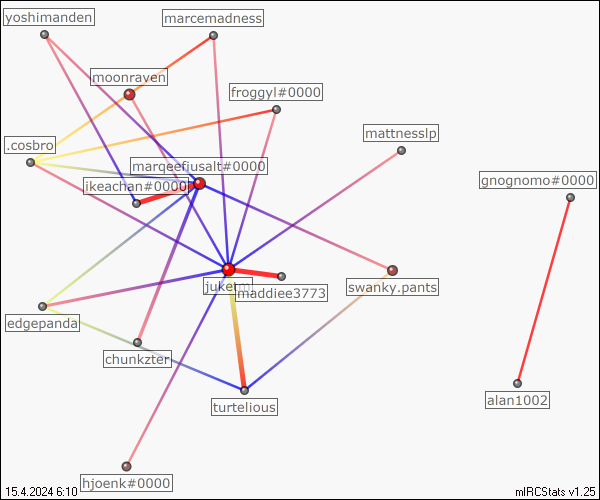 yoshimanden
marcemadness
moonraven
froggyl#0000
mattnesslp
.cosbro
marqeefiusalt#0000
gnognomo#0000
ikeachan#0000
maddiee3773
swanky.pants
edgepanda
chunkzter
alan1002
turtelious
hjoenk#0000
15.4.2024 6:10
mIRCStats v1.25